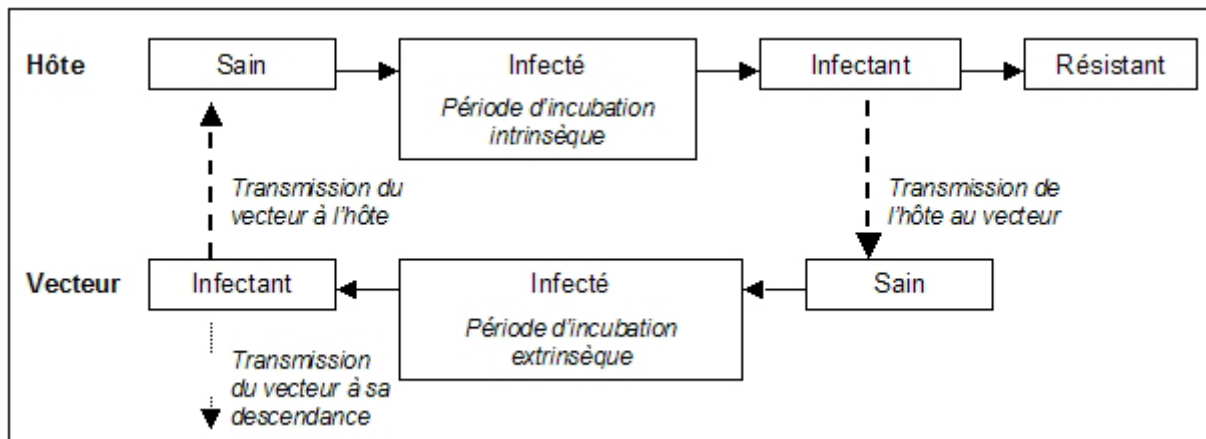 Hôte
Sain
Infecté
Période d'incubation
intrinsèque
Infectant
Résistant
Transmission du
vecteur à l'hôte
Transmission de
l'hôte au vecteur
Vecteur
Infectant
Infecté
Période d'incubation
extrinsèque
Sain
Transmission
du vecteur à sa
descendance